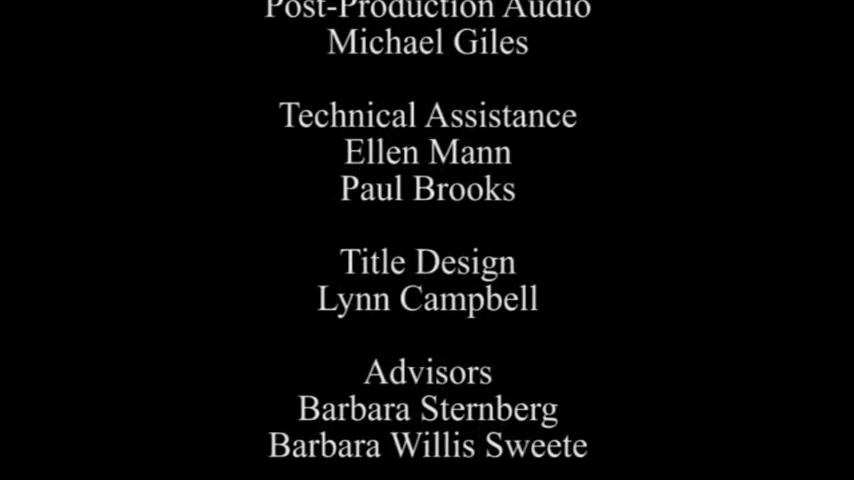 Post-Production Audio
Michael Giles
Technical Assistance
Ellen Mann
Paul Brooks
Title Design
Lynn Campbell
Advisors
Barbara Sternberg
Barbara Willis Sweete